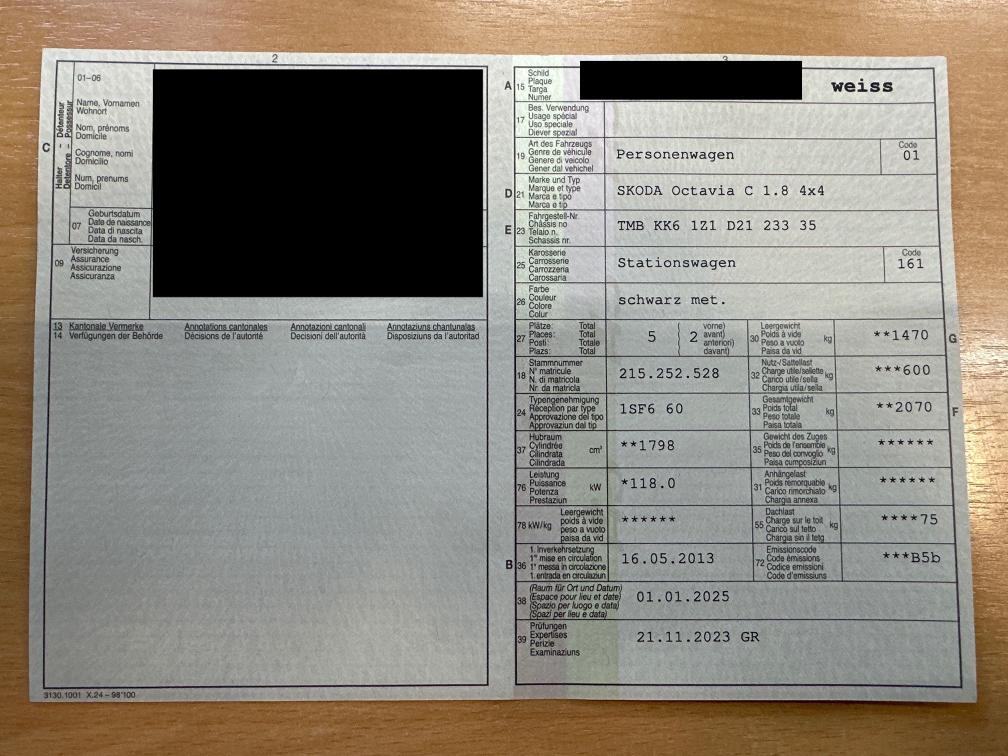 2
01–06
C
Halter – Détenteur
Detentore – Possessur
Name, Vornamen
Wohnort
Nom, prénoms
Domicile
Cognome, nomi
Domicilio
Num, prenums
Domicil
07
Geburtsdatum
Date de naissance
Data di nascita
Data da nasch.
09
Versicherung
Assurance
Assicurazione
Assicuranza
13 Kantonale Vermerke Annotations cantonales Annotazioni cantonali Annotaziuns chantunalas
14 Verfügungen der Behörde Décisions de l'autorité Decisioni dell'autorità Disposiziuns da l'autoritad
3130.1001 X.24 – 98'100
3
A 15
Schild
Plaque
Targa
Numer
weiss
17
Bes. Verwendung
Usage spécial
Uso speciale
Diever spezial
19
Art des Fahrzeugs
Genre de véhicule
Genere di veicolo
Gener dal vehichel
Personenwagen
Code
01
D 21
Marke und Typ
Marque et type
Marca e tipo
Marca e tip
SKODA Octavia C 1.8 4x4
E 23
Fahrgestell-Nr.
Châssis no
Telaio n.
Schassis nr.
TMB KK6 1Z1 D21 233 35
25
Karosserie
Carrosserie
Carrozzeria
Carossaria
Stationswagen
Code
161
26
Farbe
Couleur
Colore
Colur
schwarz met.
27
Plätze: Total
Places: Total
Posti: Totale
Plazs: Total
5
2
vorne)
avant)
anteriori)
davant)
30
Leergewicht
Poids à vide
Peso a vuoto
Paisa da vid
kg
**1470
G
18
Stammnummer
N° matricule
N. di matricola
Nr. da matricla
215.252.528
32
Nutz-/Sattellast
Charge utile/sellette
Carico utile/sella
Chargia utila/sella
kg
***600
24
Typengenehmigung
Réception par type
Approvazione del tipo
Approvaziun dal tip
1SF6 60
33
Gesamtgewicht
Poids total
Peso totale
Paisa totala
kg
**2070
F
37
Hubraum
Cylindrée
Cilindrata
Cilindrada
cm³
**1798
35
Gewicht des Zuges
Poids de l'ensemble
Peso del convoglio
Paisa cumposiziun
kg
******
76
Leistung
Puissance
Potenza
Prestaziun
kW
*118.0
31
Anhängelast
Poids remorquable
Carico rimorchiato
Chargia annexa
kg
******
78 kW/kg
Leergewicht
poids à vide
peso a vuoto
paisa da vid
******
55
Dachlast
Charge sur le toit
Carico sul tetto
Chargia sin il tetg
kg
****75
B 36
1. Inverkehrsetzung
1re mise en circulation
1a messa in circolazione
1. entrada en circulaziun
16.05.2013
72
Emissionscode
Code émissions
Codice emissioni
Code d'emissiuns
***B5b
38
(Raum für Ort und Datum)
(Espace pour lieu et date)
(Spazio per luogo e data)
(Spazi per lieu e data)
01.01.2025
39
Prüfungen
Expertises
Perizie
Examinaziuns
21.11.2023 GR